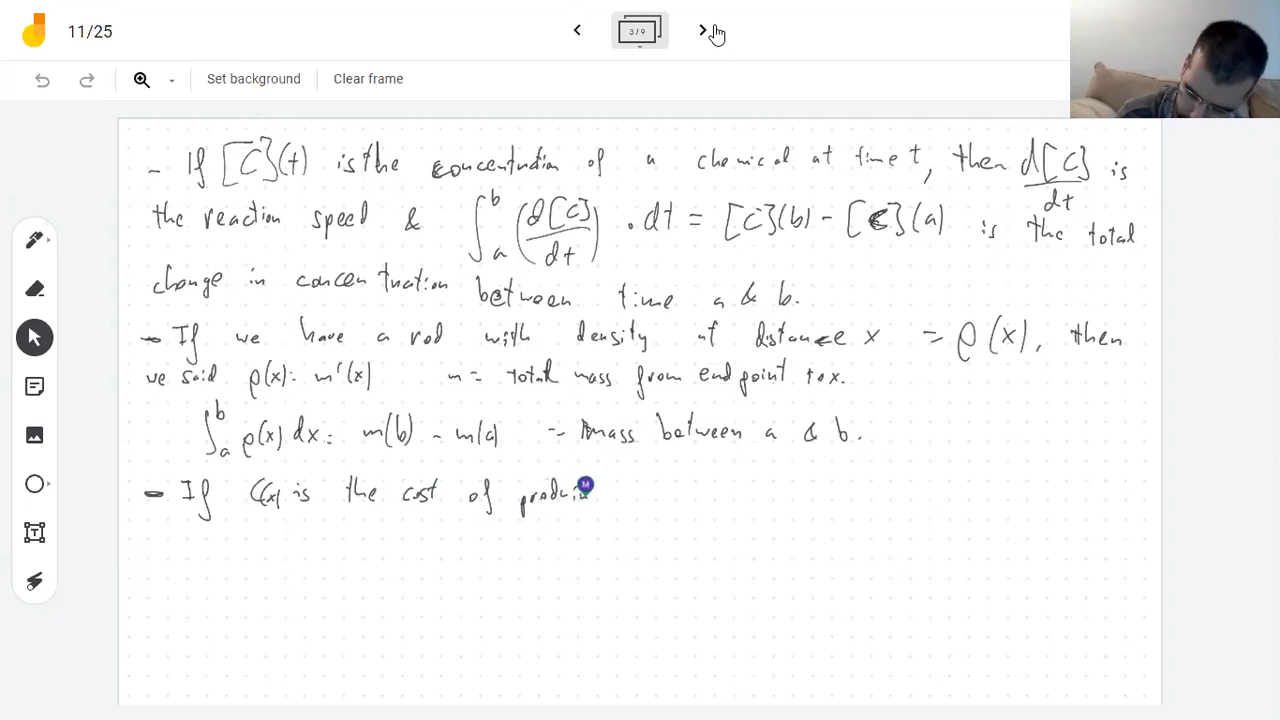 11/25
3 / 9
Set background
Clear frame
- If [C](t) is the concentration of a chemical at time t, then d[C]/dt is
the reaction speed & ∫_a^b (d[C]/dt) . dt = [C](b) - [C](a) is the total
change in concentration between time a & b.
- If we have a rod with density at distance x = ρ(x), then
we said ρ(x) = m'(x) m = total mass from endpoint to x.
∫_a^b ρ(x) dx = m(b) - m(a) = mass between a & b.
- If C(x) is the cost of
M